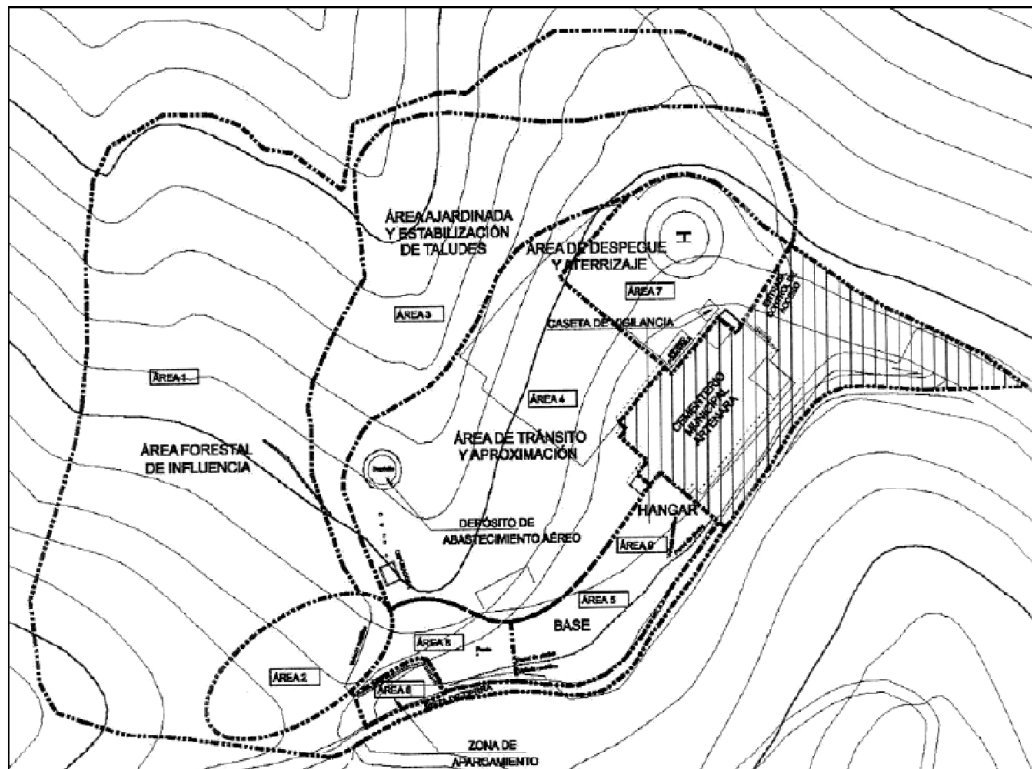 ÁREA AJARDINADA
Y ESTABILIZACIÓN
DE TALUDES
ÁREA DE DESPEGUE
Y ATERRIZAJE
ÁREA 7
ÁREA 3
CASETA DE VIGILANCIA
ÁREA 1
ÁREA 4
CEMENTERIO
MUNICIPAL
ARTENARA
ÁREA FORESTAL
DE INFLUENCIA
ÁREA DE TRÁNSITO
Y APROXIMACIÓN
HANGAR
DEPÓSITO DE
ABASTECIMIENTO AÉREO
ÁREA 9
ÁREA 5
BASE
ÁREA 2
ÁREA 6
ZONA DE
APARCAMIENTO